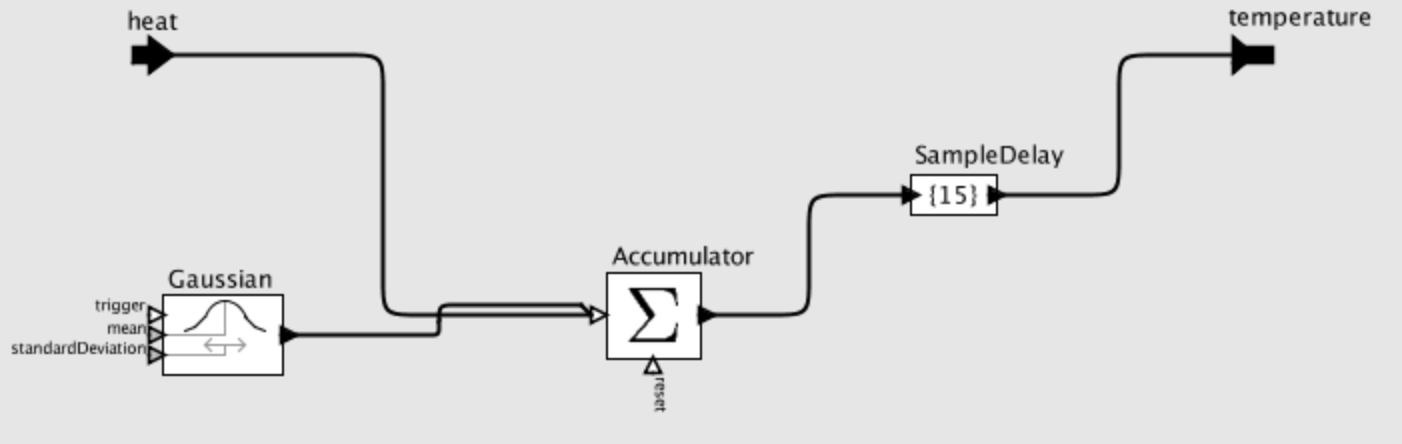 heat
temperature
SampleDelay
{15}
Accumulator
Σ
reset
Gaussian
trigger
mean
standardDeviation